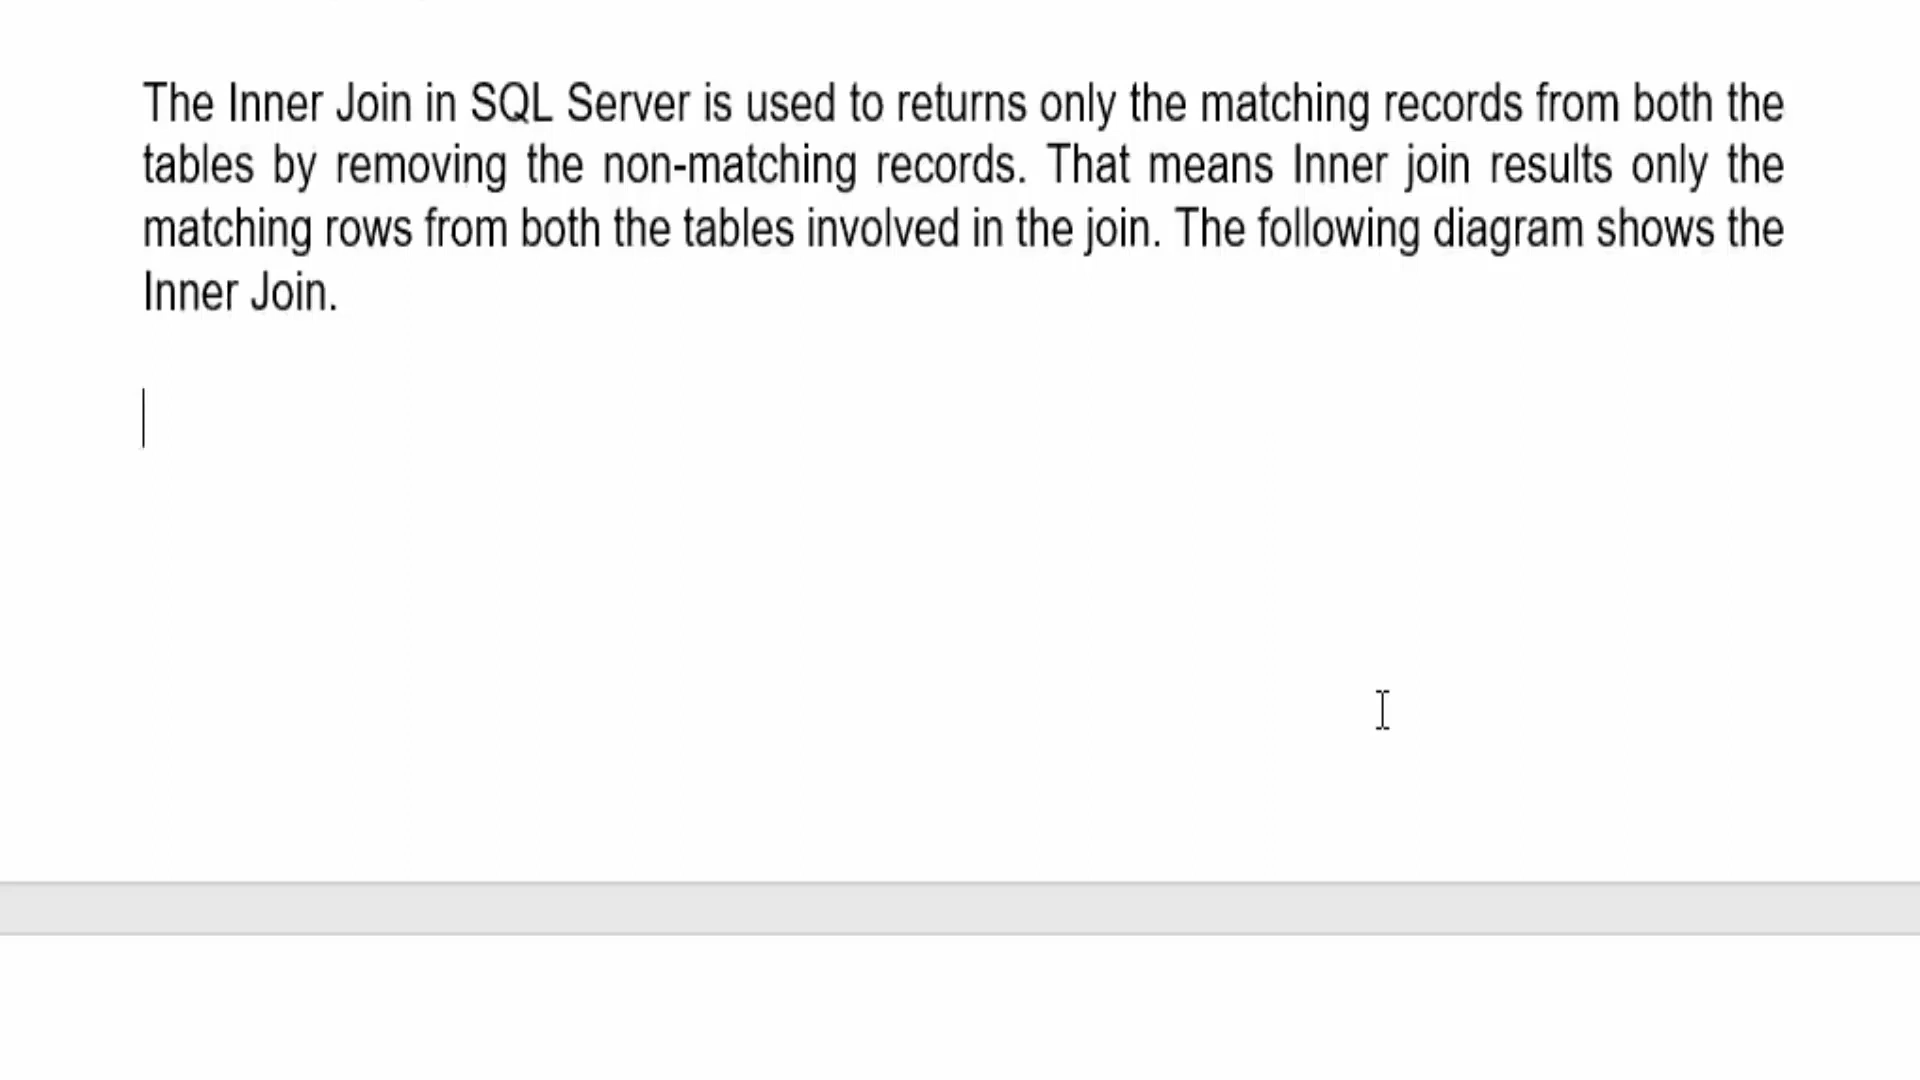 The Inner Join in SQL Server is used to returns only the matching records from both the
tables by removing the non-matching records. That means Inner join results only the
matching rows from both the tables involved in the join. The following diagram shows the
Inner Join.